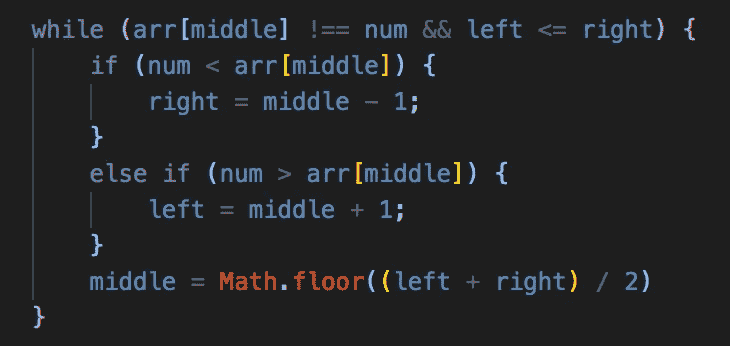 while (arr[middle] !== num && left <= right) {
    if (num < arr[middle]) {
        right = middle - 1;
    }
    else if (num > arr[middle]) {
        left = middle + 1;
    }
    middle = Math.floor((left + right) / 2)
}